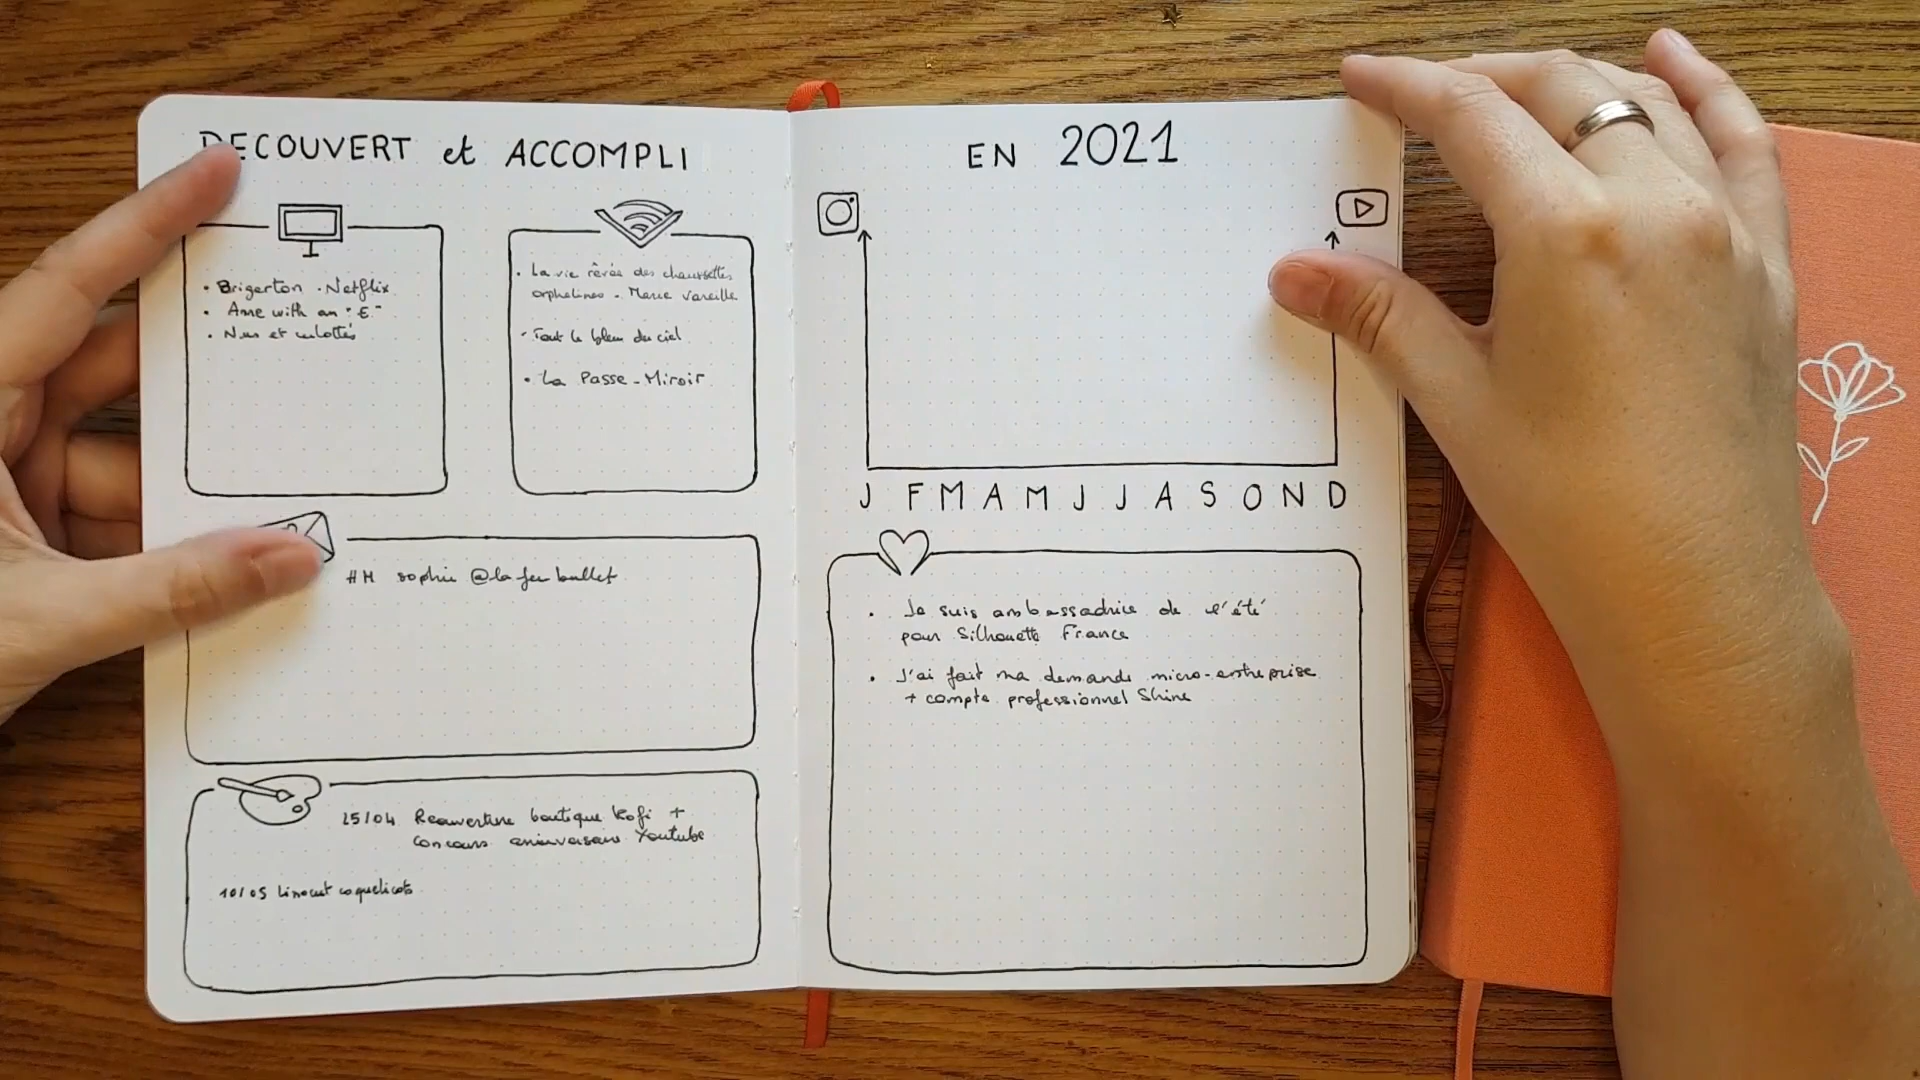 DECOUVERT et ACCOMPLI
• Brigerton - Netflix
• Anne with an "E"
• Nus et culottés
• La vie rêvée des chaussettes
orphelines - Marie Vareille
• Tout le bleu du ciel
• La Passe-Miroir
#M sophie @la feu bullet
25/04 Reouverture boutique Kofi +
Concours anniversaire Youtube
10/05 Linocut coquelicots
EN 2021
J F M A M J J A S O N D
• Je suis ambassadrice de l'été
pour Silhouette France
• J'ai fait ma demande micro-entreprise
+ compte professionnel Shine